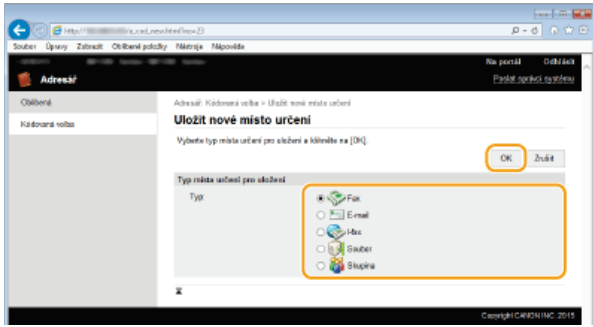 Soubor Úpravy Zobrazit Oblíbené položky Nástroje Nápověda
Na portál Odhlásit
Adresář
Poslat správci systému
Oblíbené
Kódovaná volba
Adresář: Kódovaná volba > Uložit nové místo určení
Uložit nové místo určení
Vyberte typ místa určení pro uložení a klikněte na [OK].
OK Zrušit
Typ místa určení pro uložení
Typ:
Fax
E-mail
I-fax
Soubor
Skupina
Copyright CANON INC. 2015